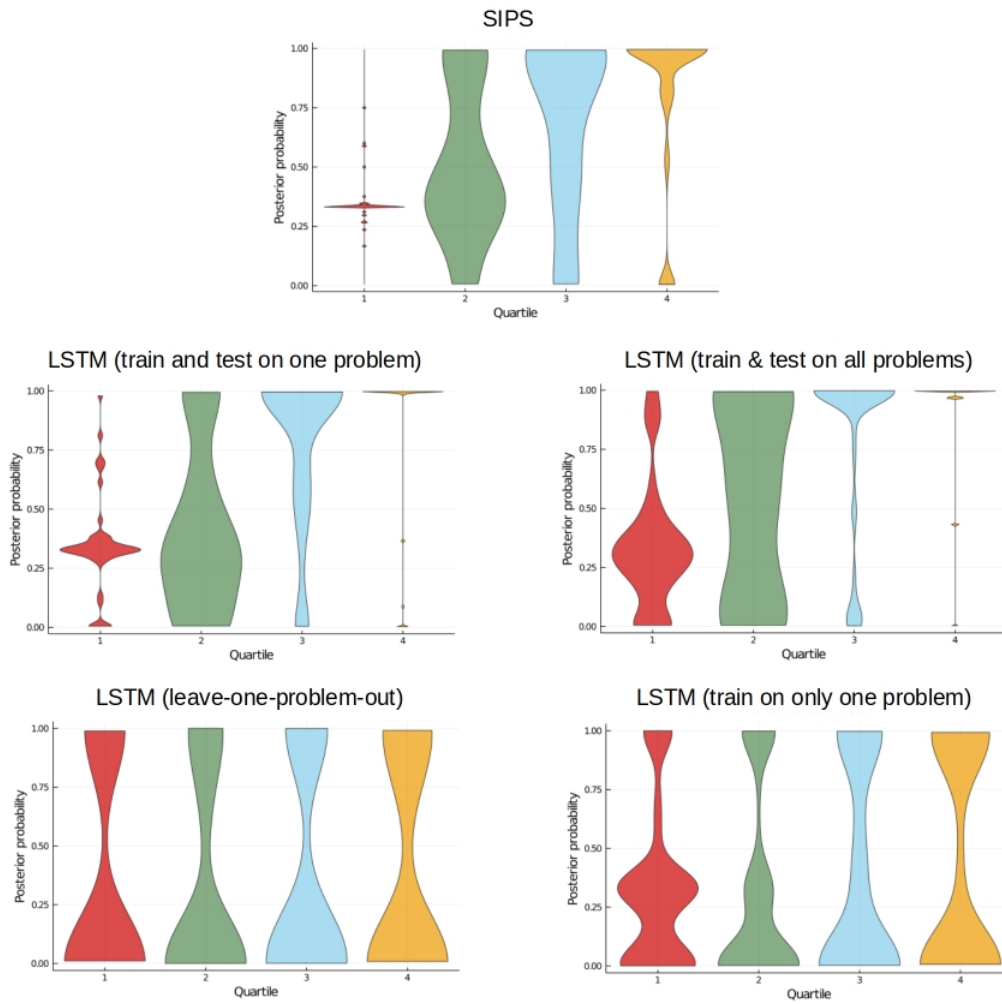 SIPS
1.00
0.75
0.50
0.25
0.00
Posterior probability
1 2 3 4
Quartile
LSTM (train and test on one problem)
1.00
0.75
0.50
0.25
0.00
Posterior probability
1 2 3 4
Quartile
LSTM (train & test on all problems)
1.00
0.75
0.50
0.25
0.00
Posterior probability
1 2 3 4
Quartile
LSTM (leave-one-problem-out)
1.00
0.75
0.50
0.25
0.00
Posterior probability
1 2 3 4
Quartile
LSTM (train on only one problem)
1.00
0.75
0.50
0.25
0.00
Posterior probability
1 2 3 4
Quartile